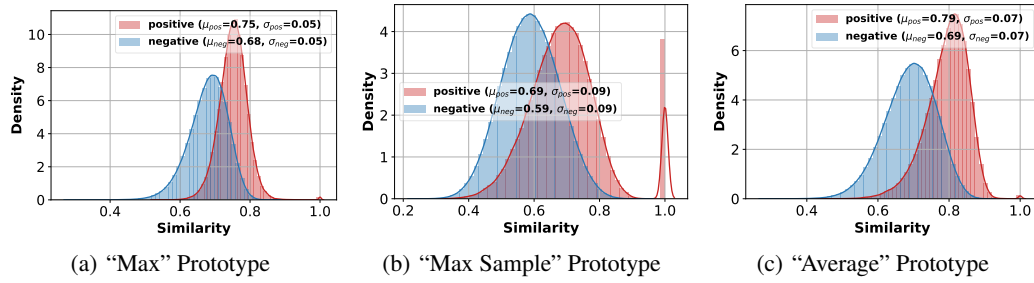 positive (μpos=0.75, σpos=0.05)
negative (μneg=0.68, σneg=0.05)
10
8
6
4
2
0
Density
0.4 0.6 0.8 1.0
Similarity
(a) “Max” Prototype
positive (μpos=0.69, σpos=0.09)
negative (μneg=0.59, σneg=0.09)
4
3
2
1
0
Density
0.2 0.4 0.6 0.8 1.0
Similarity
(b) “Max Sample” Prototype
positive (μpos=0.79, σpos=0.07)
negative (μneg=0.69, σneg=0.07)
6
4
2
0
Density
0.4 0.6 0.8 1.0
Similarity
(c) “Average” Prototype